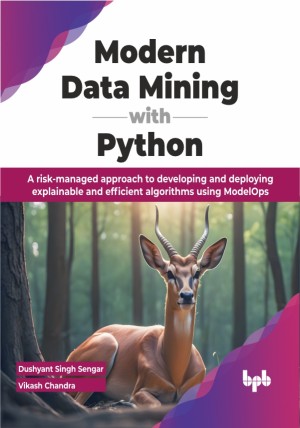 Modern
Data Mining
with
Python
A risk-managed approach to developing and deploying
explainable and efficient algorithms using ModelOps
Dushyant Singh Sengar
Vikash Chandra
bpb